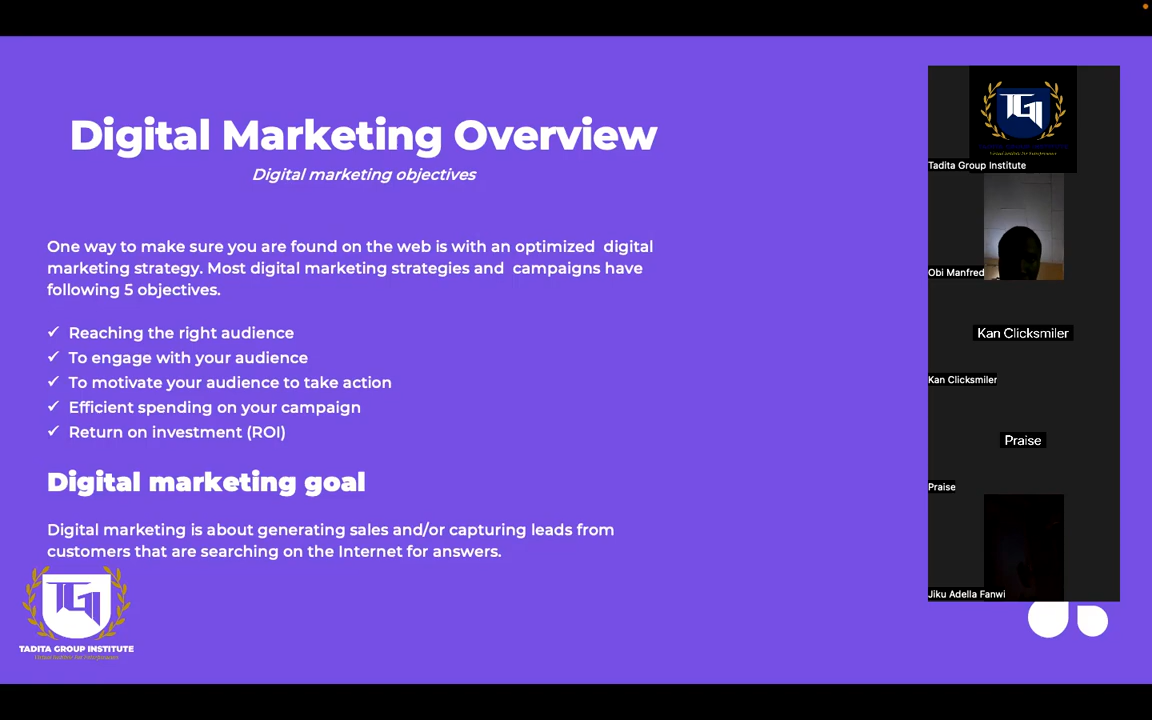 Digital Marketing Overview
Digital marketing objectives
One way to make sure you are found on the web is with an optimized digital
marketing strategy. Most digital marketing strategies and campaigns have
following 5 objectives.
✓ Reaching the right audience
✓ To engage with your audience
✓ To motivate your audience to take action
✓ Efficient spending on your campaign
✓ Return on investment (ROI)
Digital marketing goal
Digital marketing is about generating sales and/or capturing leads from
customers that are searching on the Internet for answers.
TGI
TADITA GROUP INSTITUTE
TGI
Tadita Group Institute
Obi Manfred
Kan Clicksmiler
Kan Clicksmiler
Praise
Praise
Jiku Adella Fanwi